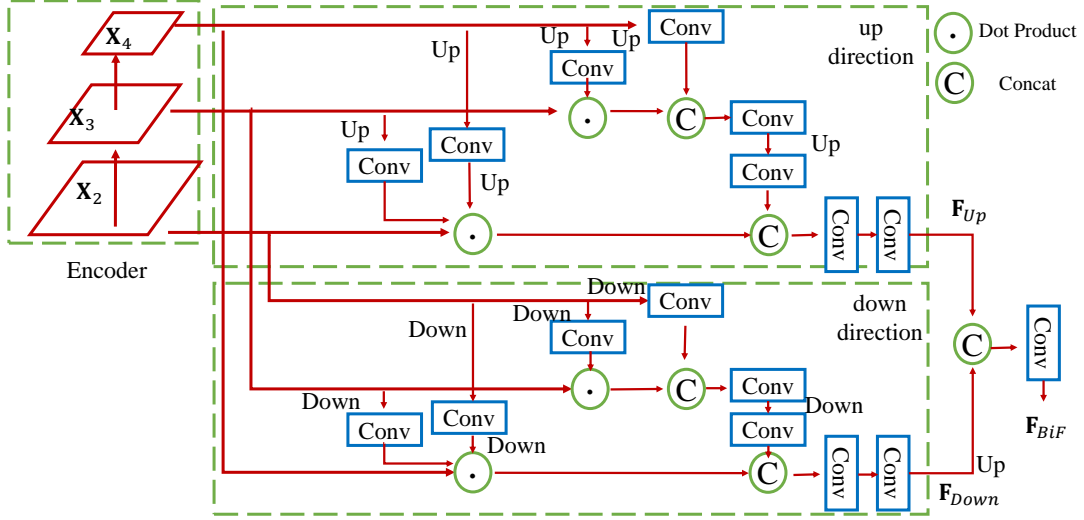 X4
X3
X2
Encoder
up
direction
Dot Product
C
Concat
Up
Up
Up
Conv
Conv
.
C
Conv
Up
Conv
Up
Conv
Conv
Up
.
C
Conv
Conv
F_Up
down
direction
Down
Down
Down
Conv
Conv
.
C
Conv
Down
Conv
Down
Conv
Conv
Down
.
C
Conv
Conv
F_Down
Up
C
Conv
F_BiF